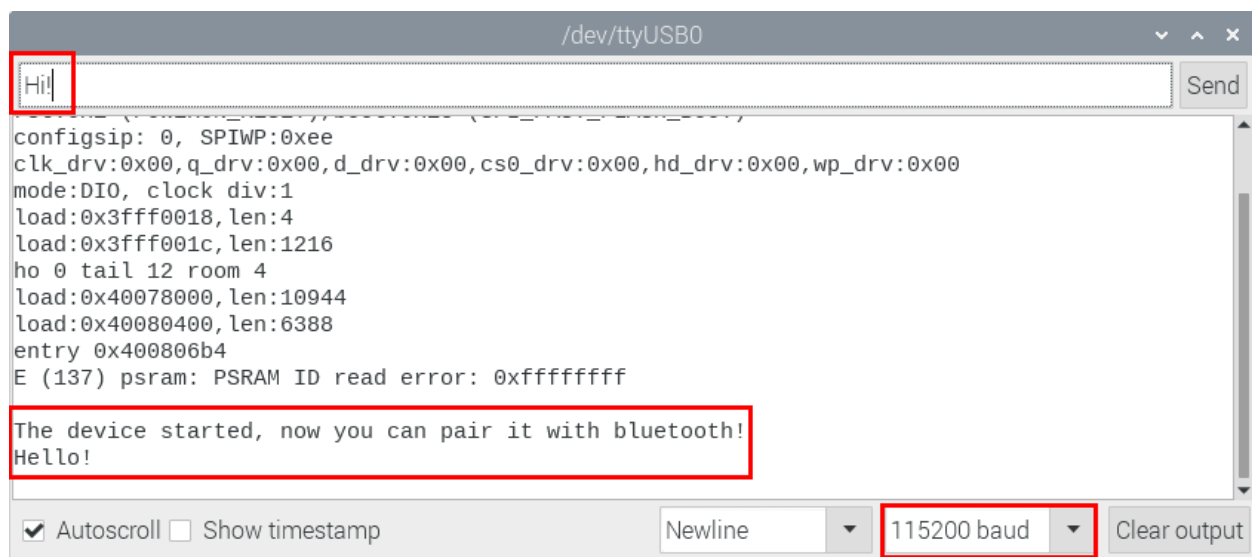 /dev/ttyUSB0
Hi!
Send
configsip: 0, SPIWP:0xee
clk_drv:0x00,q_drv:0x00,d_drv:0x00,cs0_drv:0x00,hd_drv:0x00,wp_drv:0x00
mode:DIO, clock div:1
load:0x3fff0018,len:4
load:0x3fff001c,len:1216
ho 0 tail 12 room 4
load:0x40078000,len:10944
load:0x40080400,len:6388
entry 0x400806b4
E (137) psram: PSRAM ID read error: 0xffffffff
The device started, now you can pair it with bluetooth!
Hello!
Autoscroll Show timestamp Newline 115200 baud Clear output